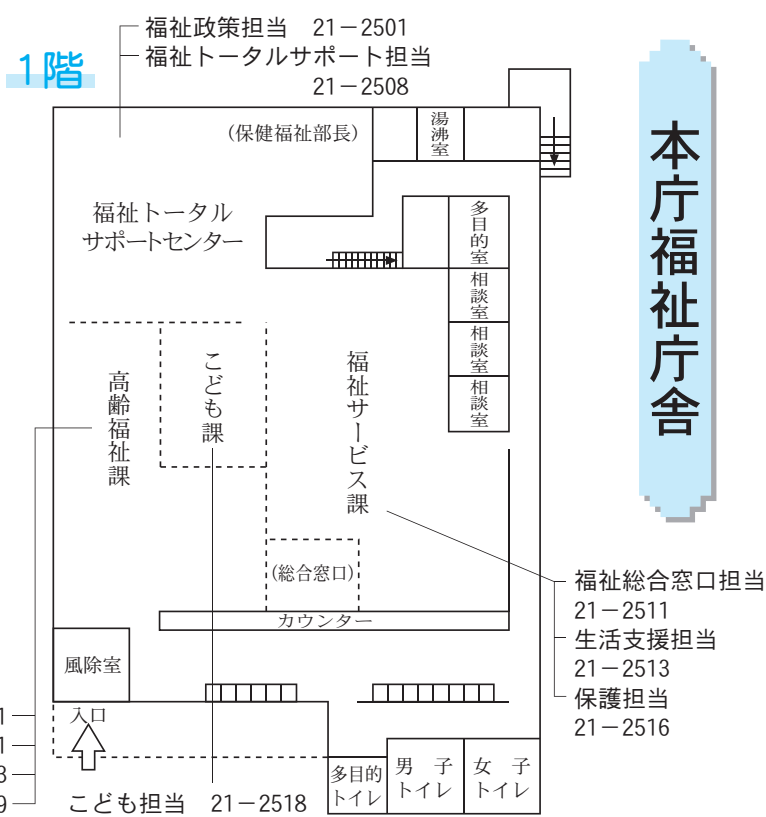 福祉政策担当 21－2501
福祉トータルサポート担当
21－2508
1階
本庁福祉庁舎
(保健福祉部長)
湯沸室
福祉トータル
サポートセンター
多目的室
相談室
相談室
相談室
高齢福祉課
こども課
福祉サービス課
(総合窓口)
カウンター
福祉総合窓口担当
21－2511
生活支援担当
21－2513
保護担当
21－2516
風除室
入口
1
1
3
9
多目的
トイレ
男子
トイレ
女子
トイレ
こども担当 21－2518